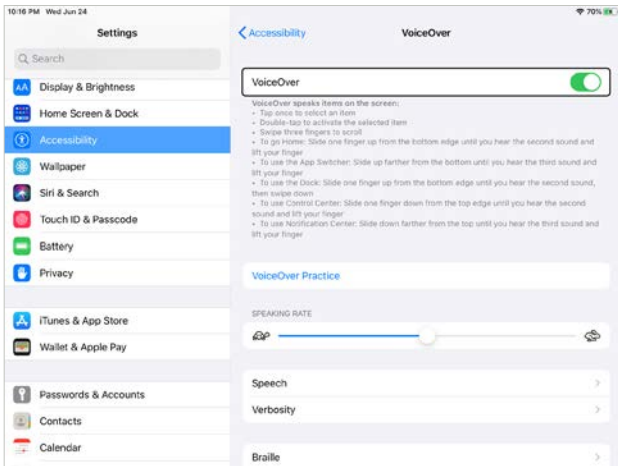 10:16 PM Wed Jun 24
70%
Settings
Search
Display & Brightness
Home Screen & Dock
Accessibility
Wallpaper
Siri & Search
Touch ID & Passcode
Battery
Privacy
iTunes & App Store
Wallet & Apple Pay
Passwords & Accounts
Contacts
Calendar
Accessibility
VoiceOver
VoiceOver
VoiceOver speaks items on the screen:
• Tap once to select an item
• Double-tap to activate the selected item
• Swipe three fingers to scroll
• To go Home: Slide one finger up from the bottom edge until you hear the second sound and
lift your finger
• To use the App Switcher: Slide up farther from the bottom until you hear the third sound and
lift your finger
• To use the Dock: Slide one finger up from the bottom edge until you hear the second sound,
then swipe down
• To use Control Center: Slide one finger down from the top edge until you hear the second
sound and lift your finger
• To use Notification Center: Slide down farther from the top until you hear the third sound and
lift your finger
VoiceOver Practice
SPEAKING RATE
Speech
Verbosity
Braille